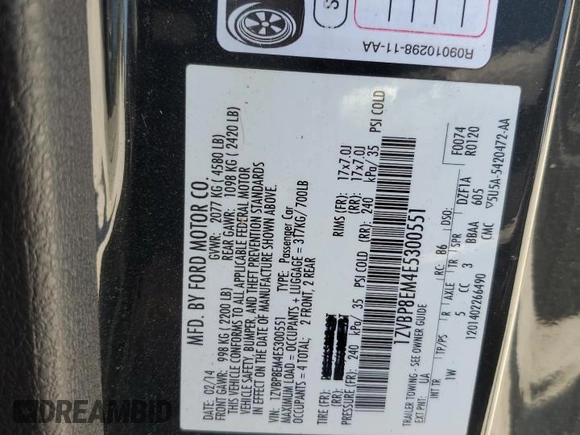 R09010298-11-AA
MFD. BY FORD MOTOR CO.
DATE: 02/14 GVWR: 2077 KG ( 4580 LB)
FRONT GAWR: 998 KG ( 2200 LB) REAR GAWR: 1098 KG ( 2420 LB)
THIS VEHICLE CONFORMS TO ALL APPLICABLE FEDERAL MOTOR
VEHICLE SAFETY, BUMPER, AND THEFT PREVENTION STANDARDS
IN EFFECT ON THE DATE OF MANUFACTURE SHOWN ABOVE.
VIN: 1ZVBP8EM4E5300551 TYPE: Passenger Car
MAXIMUM LOAD = OCCUPANTS + LUGGAGE = 317KG/700LB
OCCUPANTS = 4 TOTAL: 2 FRONT, 2 REAR
TIRE (FR): RIMS (FR): 17x7.0J
(RR): (RR): 17x7.0J
PRESSURE (FR): 240 kPa/ 35 PSI COLD (RR): 240 kPa/ 35 PSI COLD
1ZVBP8EM4E5300551
TRAILER TOWING - SEE OWNER GUIDE F0074
EXT PNT: UA RC: B6 DSO: R0120
INT TR TP/PS R AXLE TR SPR DZF1A
1W 5 CC 3 BBAA 605
1201402266490 CMC 5U5A-5420472-AA
DREAMBID